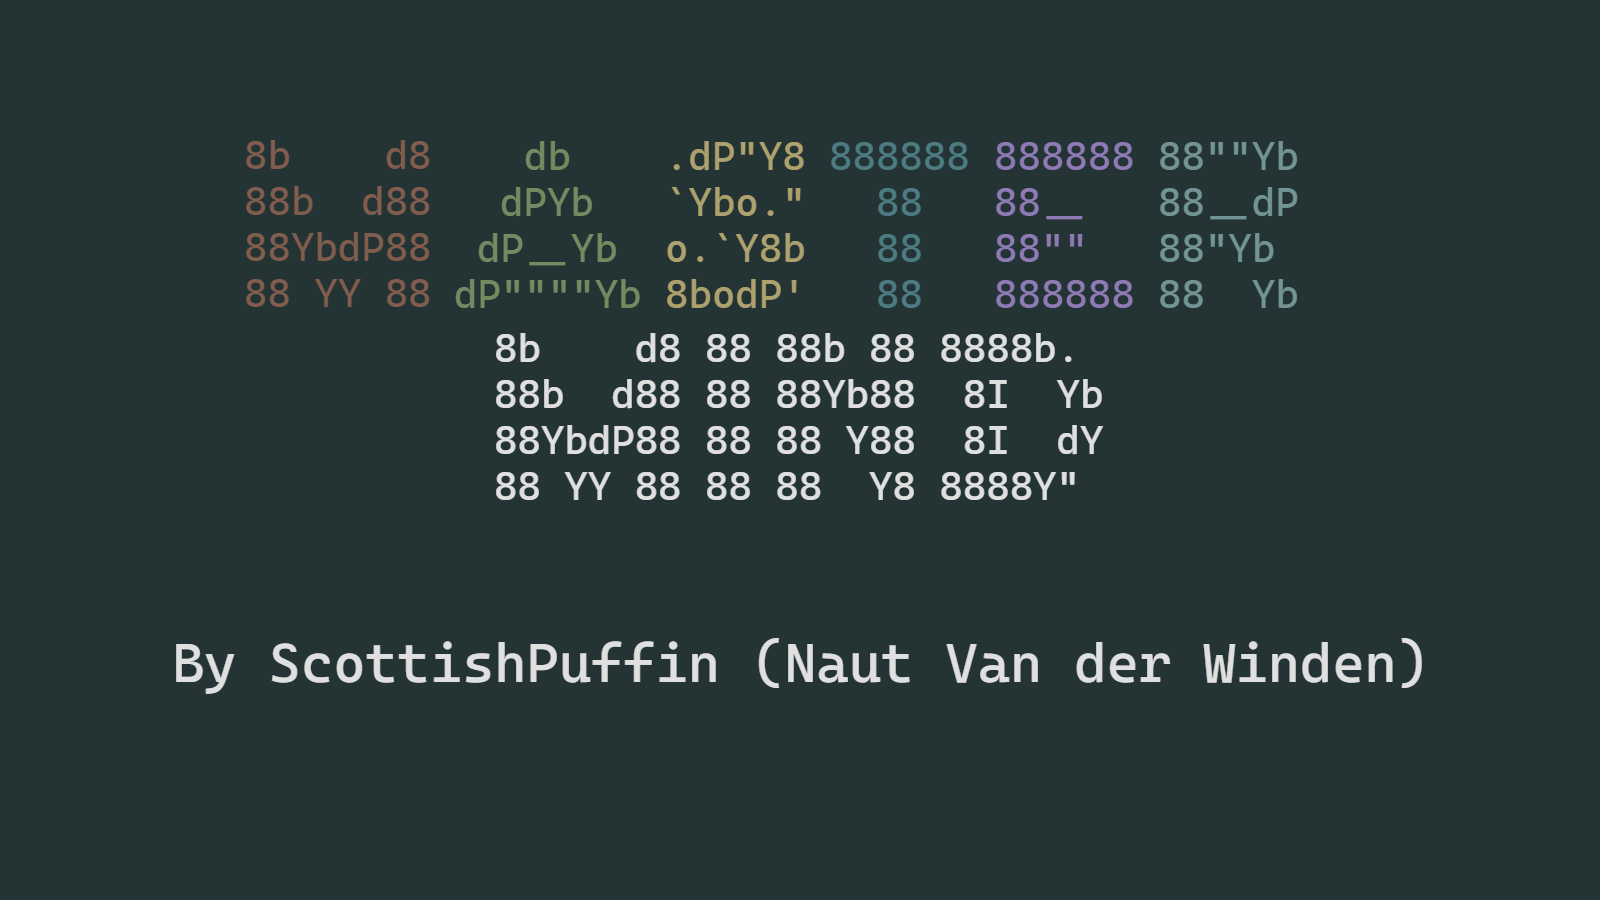 8b    d8    db    .dP"Y8 888888 888888 88""Yb
88b  d88   dPYb   `Ybo."   88   88__   88__dP
88YbdP88  dP__Yb  o.`Y8b   88   88""   88"Yb
88 YY 88 dP""""Yb 8bodP'   88   888888 88  Yb
8b    d8 88 88b 88 8888b.
88b  d88 88 88Yb88  8I  Yb
88YbdP88 88 88 Y88  8I  dY
88 YY 88 88 88  Y8 8888Y"
By ScottishPuffin (Naut Van der Winden)